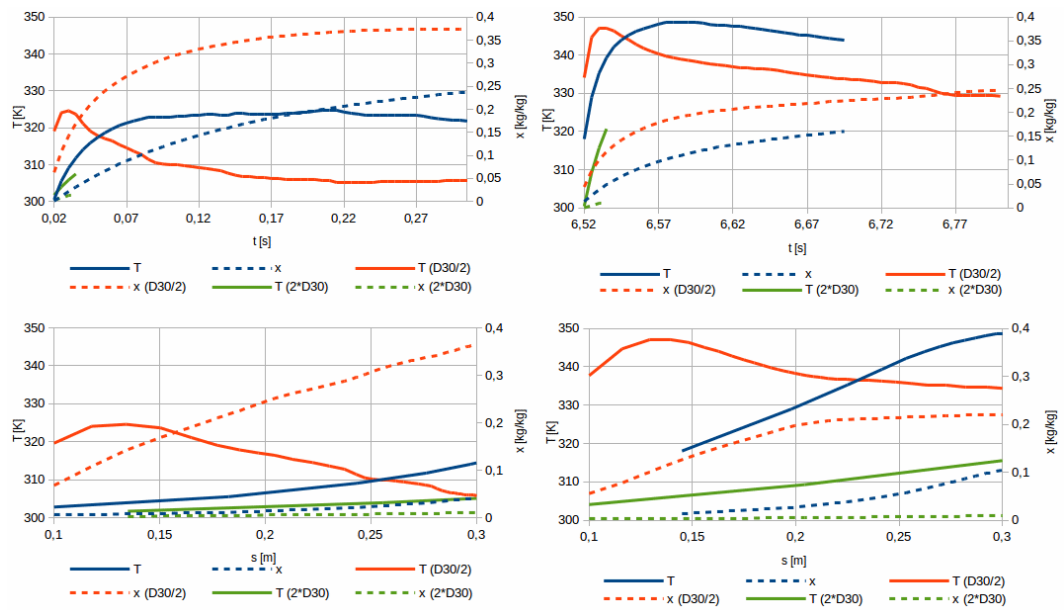 350
340
330
320
310
300
T [K]
0,4
0,35
0,3
0,25
0,2
0,15
0,1
0,05
0
x [kg/kg]
0,02 0,07 0,12 0,17 0,22 0,27
t [s]
T x T (D30/2)
x (D30/2) T (2*D30) x (2*D30)
350
340
330
320
310
300
T [K]
0,4
0,35
0,3
0,25
0,2
0,15
0,1
0,05
0
x [kg/kg]
6,52 6,57 6,62 6,67 6,72 6,77
t [s]
T x T (D30/2)
x (D30/2) T (2*D30) x (2*D30)
350
340
330
320
310
300
T [K]
0,4
0,3
0,2
0,1
0
x [kg/kg]
0,1 0,15 0,2 0,25 0,3
s [m]
T x T (D30/2)
x (D30/2) T (2*D30) x (2*D30)
350
340
330
320
310
300
T [K]
0,4
0,3
0,2
0,1
0
x [kg/kg]
0,1 0,15 0,2 0,25 0,3
s [m]
T x T (D30/2)
x (D30/2) T (2*D30) x (2*D30)